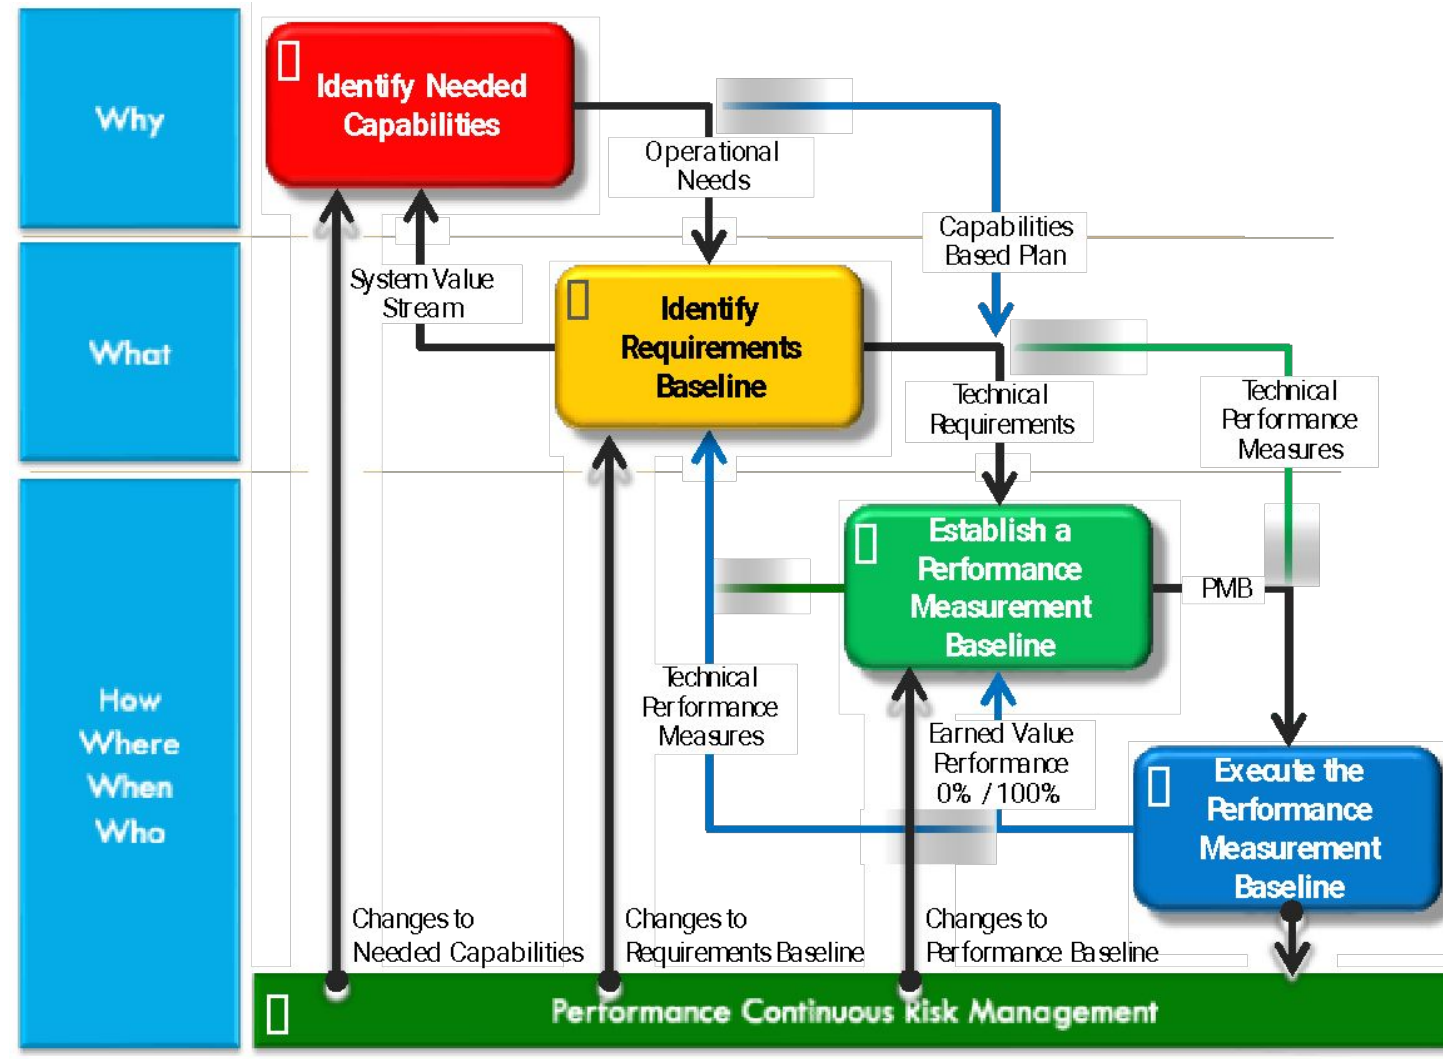 Why
Identify Needed
Capabilities
Operational
Needs
Capabilities
Based Plan
System Value
Stream
What
Identify
Requirements
Baseline
Technical
Requirements
Technical
Performance
Measures
Establish a
Performance
Measurement
Baseline
PMB
How
Where
When
Who
Technical
Performance
Measures
Earned Value
Performance
0% / 100%
Execute the
Performance
Measurement
Baseline
Changes to
Needed Capabilities
Changes to
Requirements Baseline
Changes to
Performance Baseline
Performance Continuous Risk Management